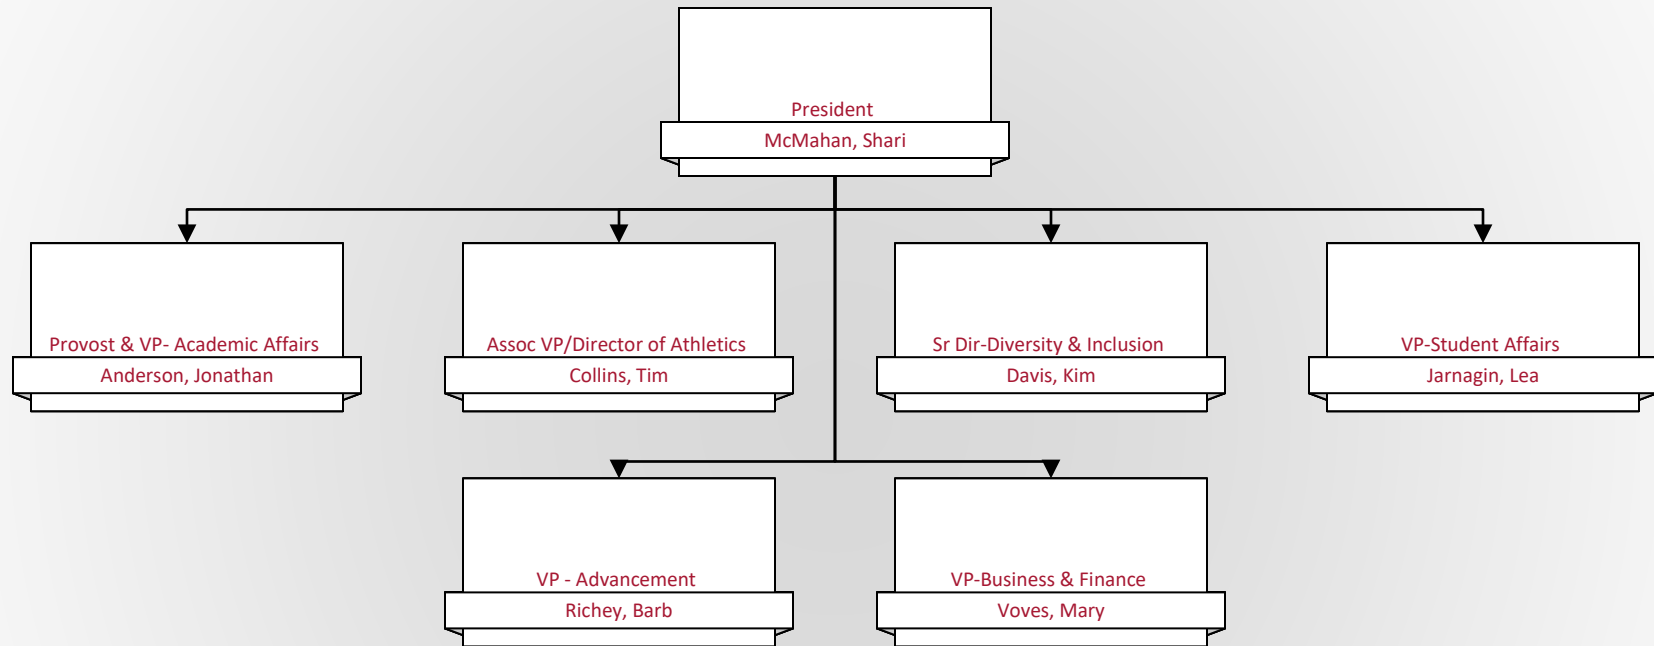 President
McMahan, Shari
Provost & VP- Academic Affairs
Anderson, Jonathan
Assoc VP/Director of Athletics
Collins, Tim
Sr Dir-Diversity & Inclusion
Davis, Kim
VP-Student Affairs
Jarnagin, Lea
VP - Advancement
Richey, Barb
VP-Business & Finance
Voves, Mary